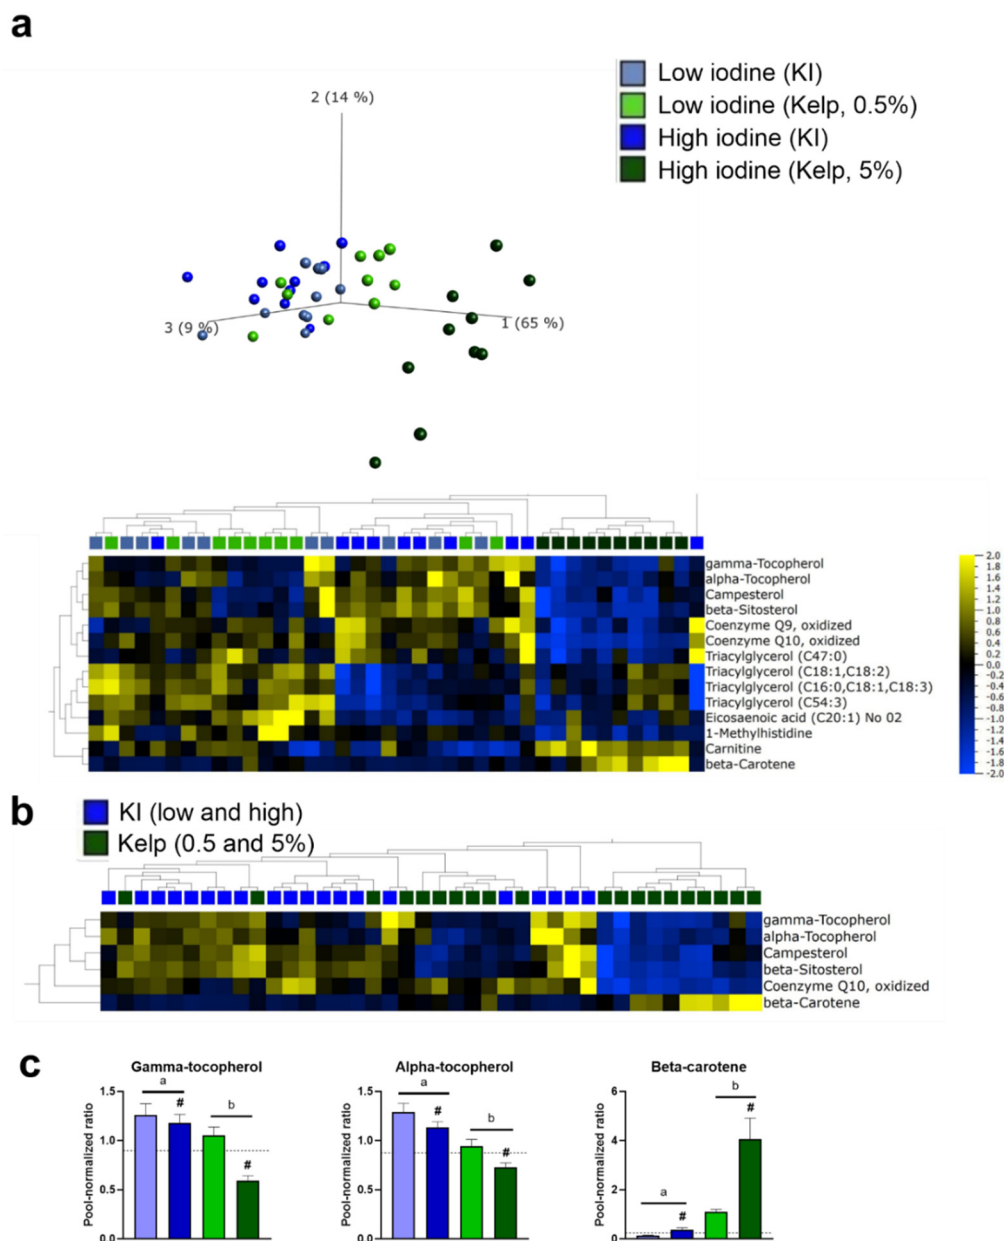 a
Low iodine (KI)
Low iodine (Kelp, 0.5%)
High iodine (KI)
High iodine (Kelp, 5%)
2 (14 %)
3 (9 %)
1 (65 %)
gamma-Tocopherol
alpha-Tocopherol
Campesterol
beta-Sitosterol
Coenzyme Q9, oxidized
Coenzyme Q10, oxidized
Triacylglycerol (C47:0)
Triacylglycerol (C18:1,C18:2)
Triacylglycerol (C16:0,C18:1,C18:3)
Triacylglycerol (C54:3)
Eicosaenoic acid (C20:1) No 02
1-Methylhistidine
Carnitine
beta-Carotene
2.0
1.8
1.6
1.4
1.2
1.0
0.8
0.6
0.4
0.2
0.0
-0.2
-0.4
-0.6
-0.8
-1.0
-1.2
-1.4
-1.6
-1.8
-2.0
b
KI (low and high)
Kelp (0.5 and 5%)
gamma-Tocopherol
alpha-Tocopherol
Campesterol
beta-Sitosterol
Coenzyme Q10, oxidized
beta-Carotene
c
Gamma-tocopherol
Pool-normalized ratio
1.5
1.0
0.5
0.0
a
#
b
#
Alpha-tocopherol
Pool-normalized ratio
1.5
1.0
0.5
0.0
a
#
b
#
Beta-carotene
Pool-normalized ratio
6
4
2
0
a
#
b
#